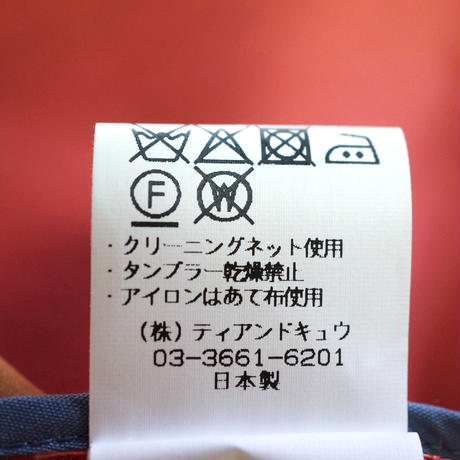 F W
・クリーニングネット使用
・タンブラー乾燥禁止
・アイロンはあて布使用
(株)ティアンドキュウ
03-3661-6201
日本製